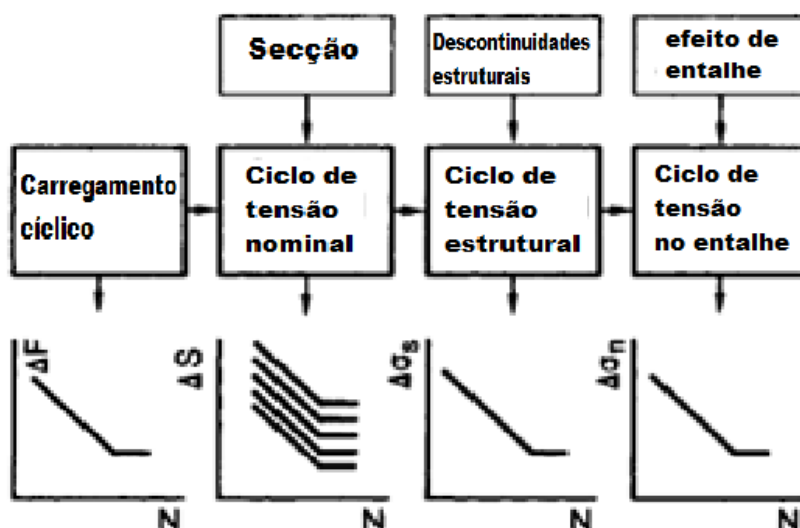 Secção
Descontinuidades
estruturais
efeito de
entalhe
Carregamento
cíclico
Ciclo de
tensão
nominal
Ciclo de
tensão
estrutural
Ciclo de
tensão
no entalhe
ΔF
N
ΔS
N
Δσs
N
Δσn
N